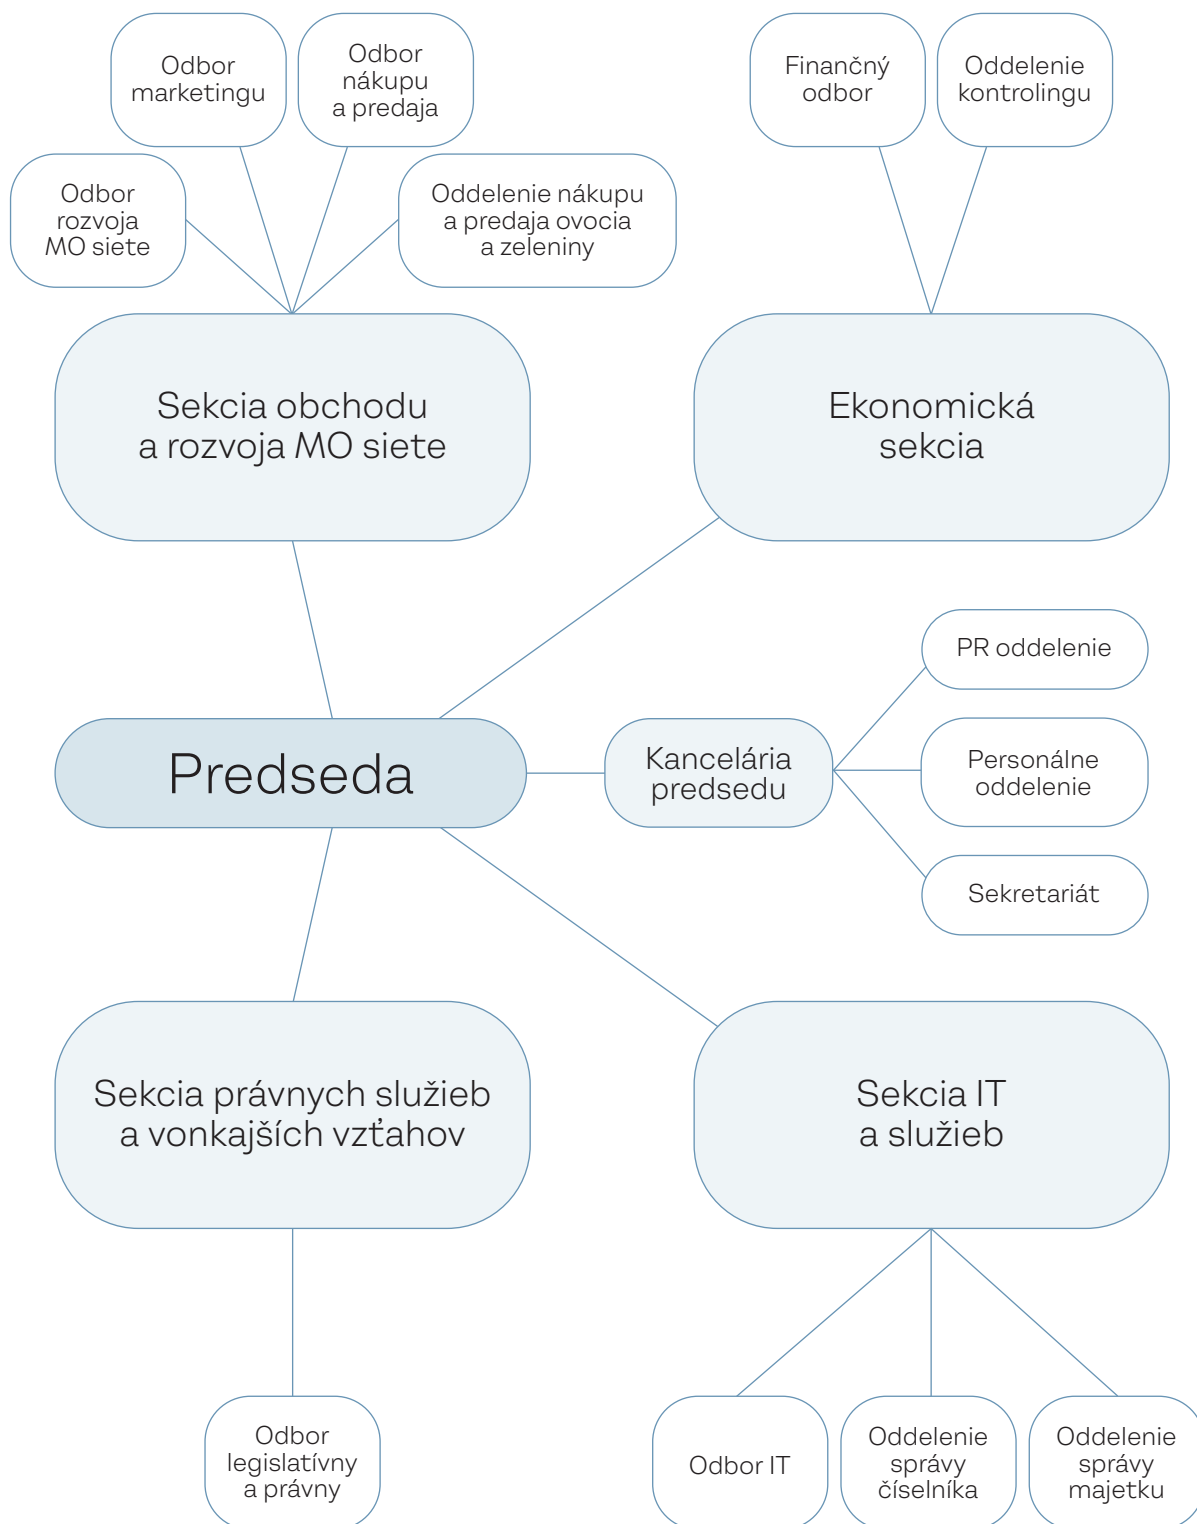 Odbor
marketingu
Odbor
nákupu
a predaja
Finančný
odbor
Oddelenie
kontrolingu
Odbor
rozvoja
MO siete
Oddelenie nákupu
a predaja ovocia
a zeleniny
Sekcia obchodu
a rozvoja MO siete
Ekonomická
sekcia
PR oddelenie
Predseda
Kancelária
predsedu
Personálne
oddelenie
Sekretariát
Sekcia právnych služieb
a vonkajších vzťahov
Sekcia IT
a služieb
Odbor
legislatívny
a právny
Odbor IT
Oddelenie
správy
číselníka
Oddelenie
správy
majetku